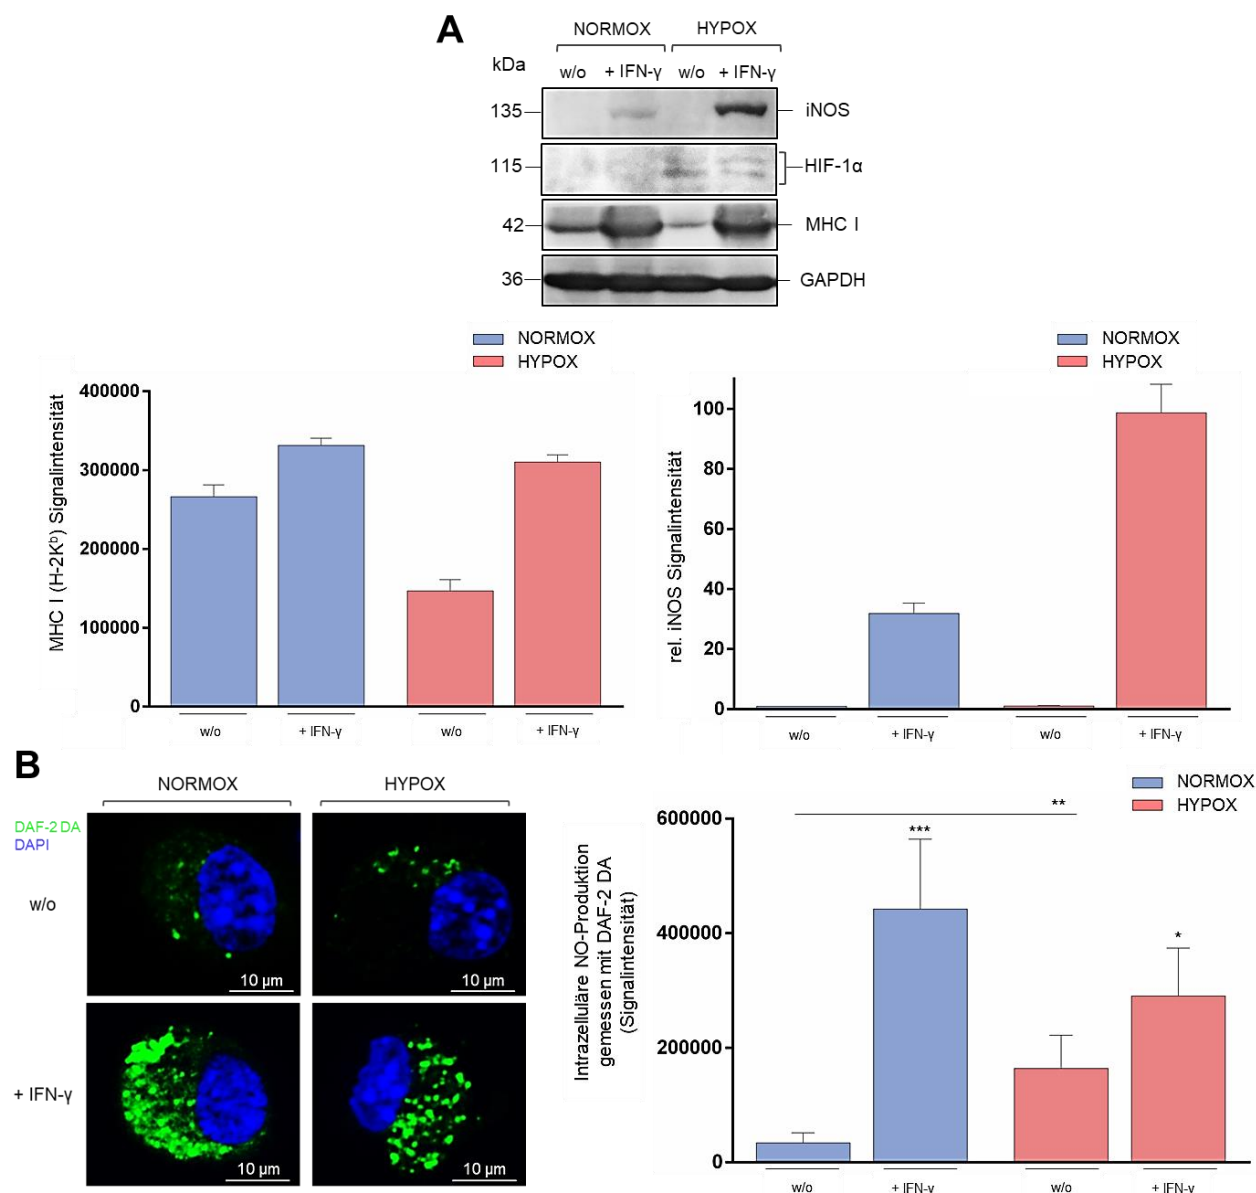 A
NORMOX HYPOX
kDa
w/o + IFN-γ w/o + IFN-γ
135 iNOS
115 HIF-1α
42 MHC I
36 GAPDH
NORMOX
HYPOX
MHC I (H-2Kᵇ) Signalintensität
400000
300000
200000
100000
0
w/o + IFN-γ w/o + IFN-γ
NORMOX
HYPOX
rel. iNOS Signalintensität
100
80
60
40
20
0
w/o + IFN-γ w/o + IFN-γ
B
NORMOX HYPOX
DAF-2 DA
DAPI
w/o
10 µm 10 µm
+ IFN-γ
10 µm 10 µm
NORMOX
HYPOX
Intrazelluläre NO-Produktion
gemessen mit DAF-2 DA
(Signalintensität)
600000
400000
200000
0
**
***
*
w/o + IFN-γ w/o + IFN-γ